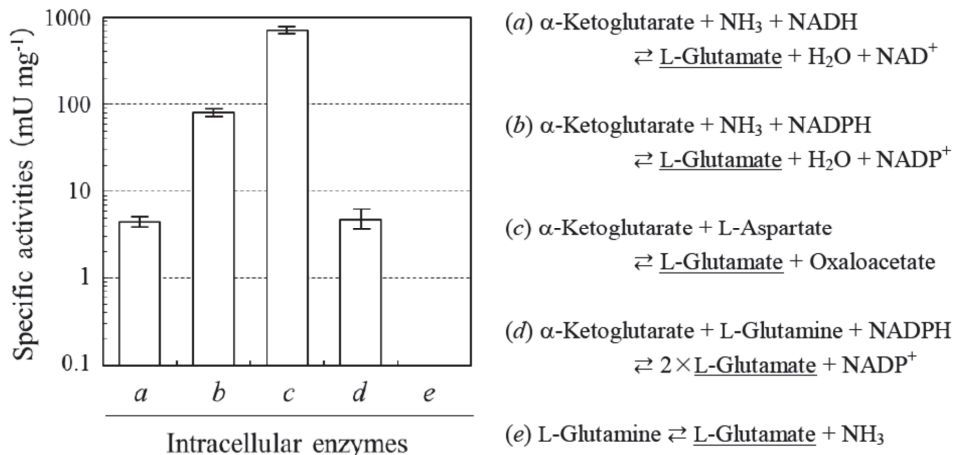 Specific activities (mU mg⁻¹)
1000
100
10
1
0.1
a b c d e
Intracellular enzymes
(a) α-Ketoglutarate + NH₃ + NADH
⇄ L-Glutamate + H₂O + NAD⁺
(b) α-Ketoglutarate + NH₃ + NADPH
⇄ L-Glutamate + H₂O + NADP⁺
(c) α-Ketoglutarate + L-Aspartate
⇄ L-Glutamate + Oxaloacetate
(d) α-Ketoglutarate + L-Glutamine + NADPH
⇄ 2×L-Glutamate + NADP⁺
(e) L-Glutamine ⇄ L-Glutamate + NH₃